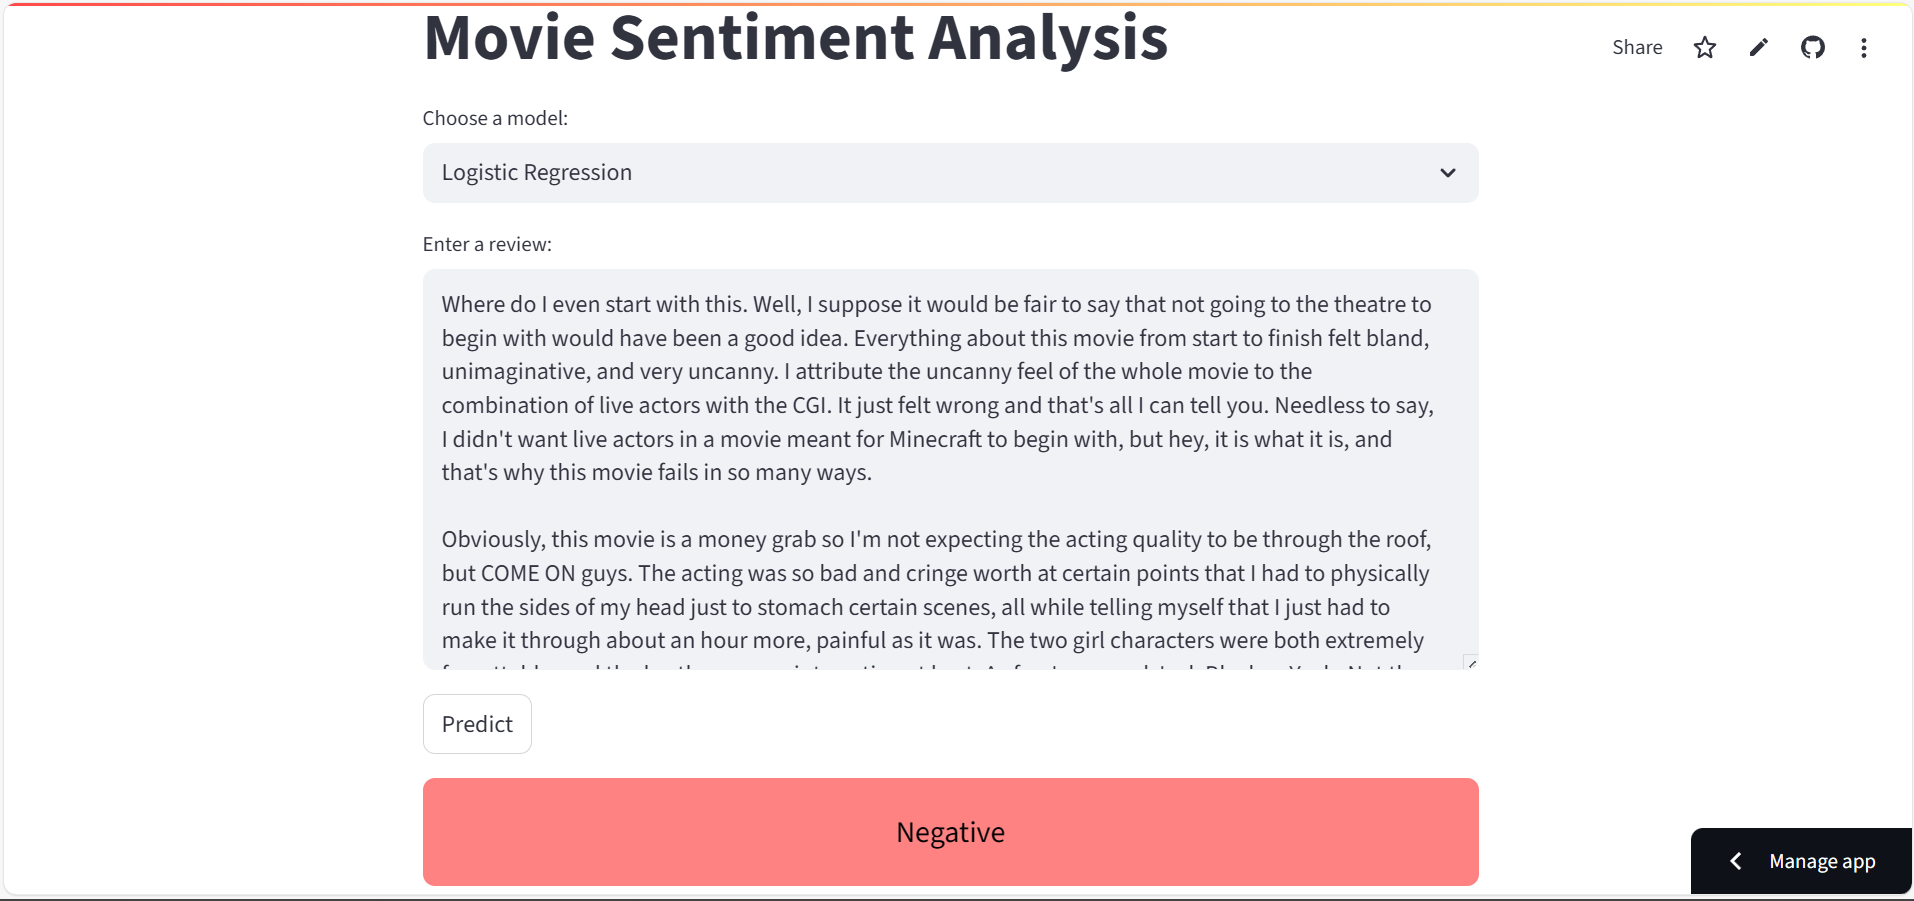 Movie Sentiment Analysis
Share
Choose a model:
Logistic Regression
Enter a review:
Where do I even start with this. Well, I suppose it would be fair to say that not going to the theatre to
begin with would have been a good idea. Everything about this movie from start to finish felt bland,
unimaginative, and very uncanny. I attribute the uncanny feel of the whole movie to the
combination of live actors with the CGI. It just felt wrong and that's all I can tell you. Needless to say,
I didn't want live actors in a movie meant for Minecraft to begin with, but hey, it is what it is, and
that's why this movie fails in so many ways.
Obviously, this movie is a money grab so I'm not expecting the acting quality to be through the roof,
but COME ON guys. The acting was so bad and cringe worth at certain points that I had to physically
run the sides of my head just to stomach certain scenes, all while telling myself that I just had to
make it through about an hour more, painful as it was. The two girl characters were both extremely
Predict
Negative
Manage app